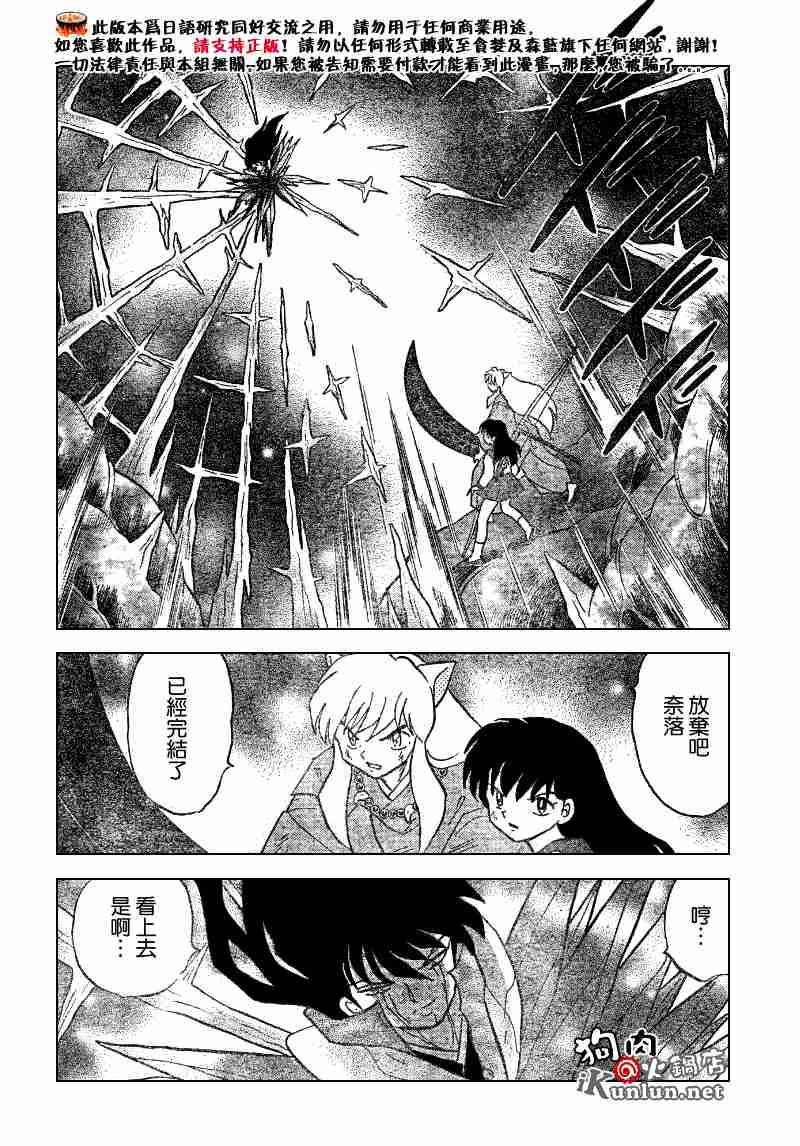 此版本爲日語研究同好交流之用，請勿用于任何商業用途。
如您喜歡此作品，請支持正版！請勿以任何形式轉載至貪婪及森藍旗下任何網站，謝謝！
一切法律責任與本組無關，如果您被告知需要付款才能看到此漫畫，那麽，您被騙了...
放棄吧
奈落
已經完結了
哼…
看上去
是啊…
狗肉
火鍋店
iKunlun.net